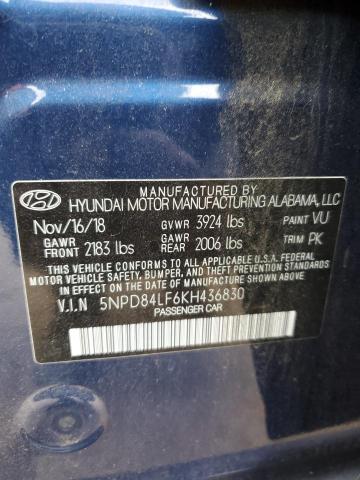 MANUFACTURED BY
HYUNDAI MOTOR MANUFACTURING ALABAMA, LLC
Nov/16/18 GVWR 3924 lbs PAINT VU
GAWR FRONT 2183 lbs GAWR REAR 2006 lbs TRIM PK
THIS VEHICLE CONFORMS TO ALL APPLICABLE U.S.A. FEDERAL
MOTOR VEHICLE SAFETY, BUMPER, AND THEFT PREVENTION STANDARDS
IN EFFECT ON THE DATE OF MANUFACTURE SHOWN ABOVE.
V.I.N 5NPD84LF6KH436830
PASSENGER CAR